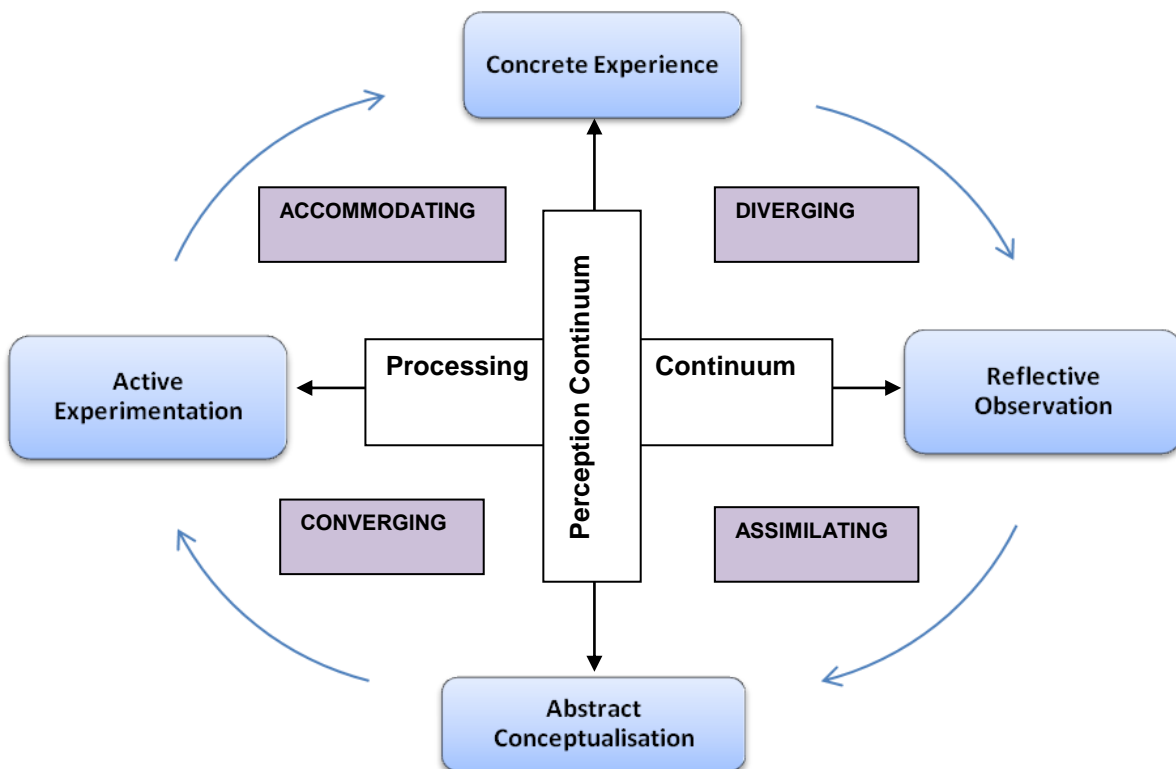 Concrete Experience
ACCOMMODATING
DIVERGING
Perception Continuum
Processing
Continuum
Active
Experimentation
Reflective
Observation
CONVERGING
ASSIMILATING
Abstract
Conceptualisation